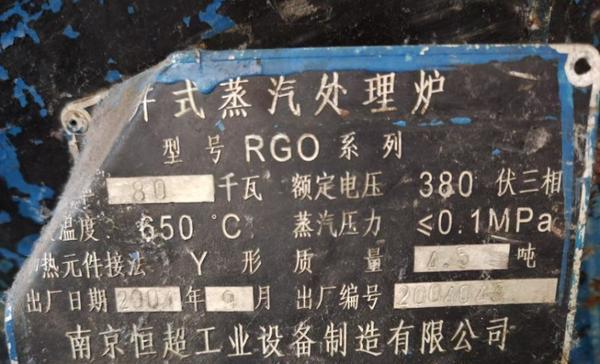 井式蒸汽处理炉
型号 RGO 系列
80 千瓦 额定电压 380 伏三相
温度: 650 ℃ 蒸汽压力 ≤0.1MPa
热元件接法 Y 形 质量 吨
出厂日期 2004 年 9 月 出厂编号
南京恒超工业设备制造有限公司